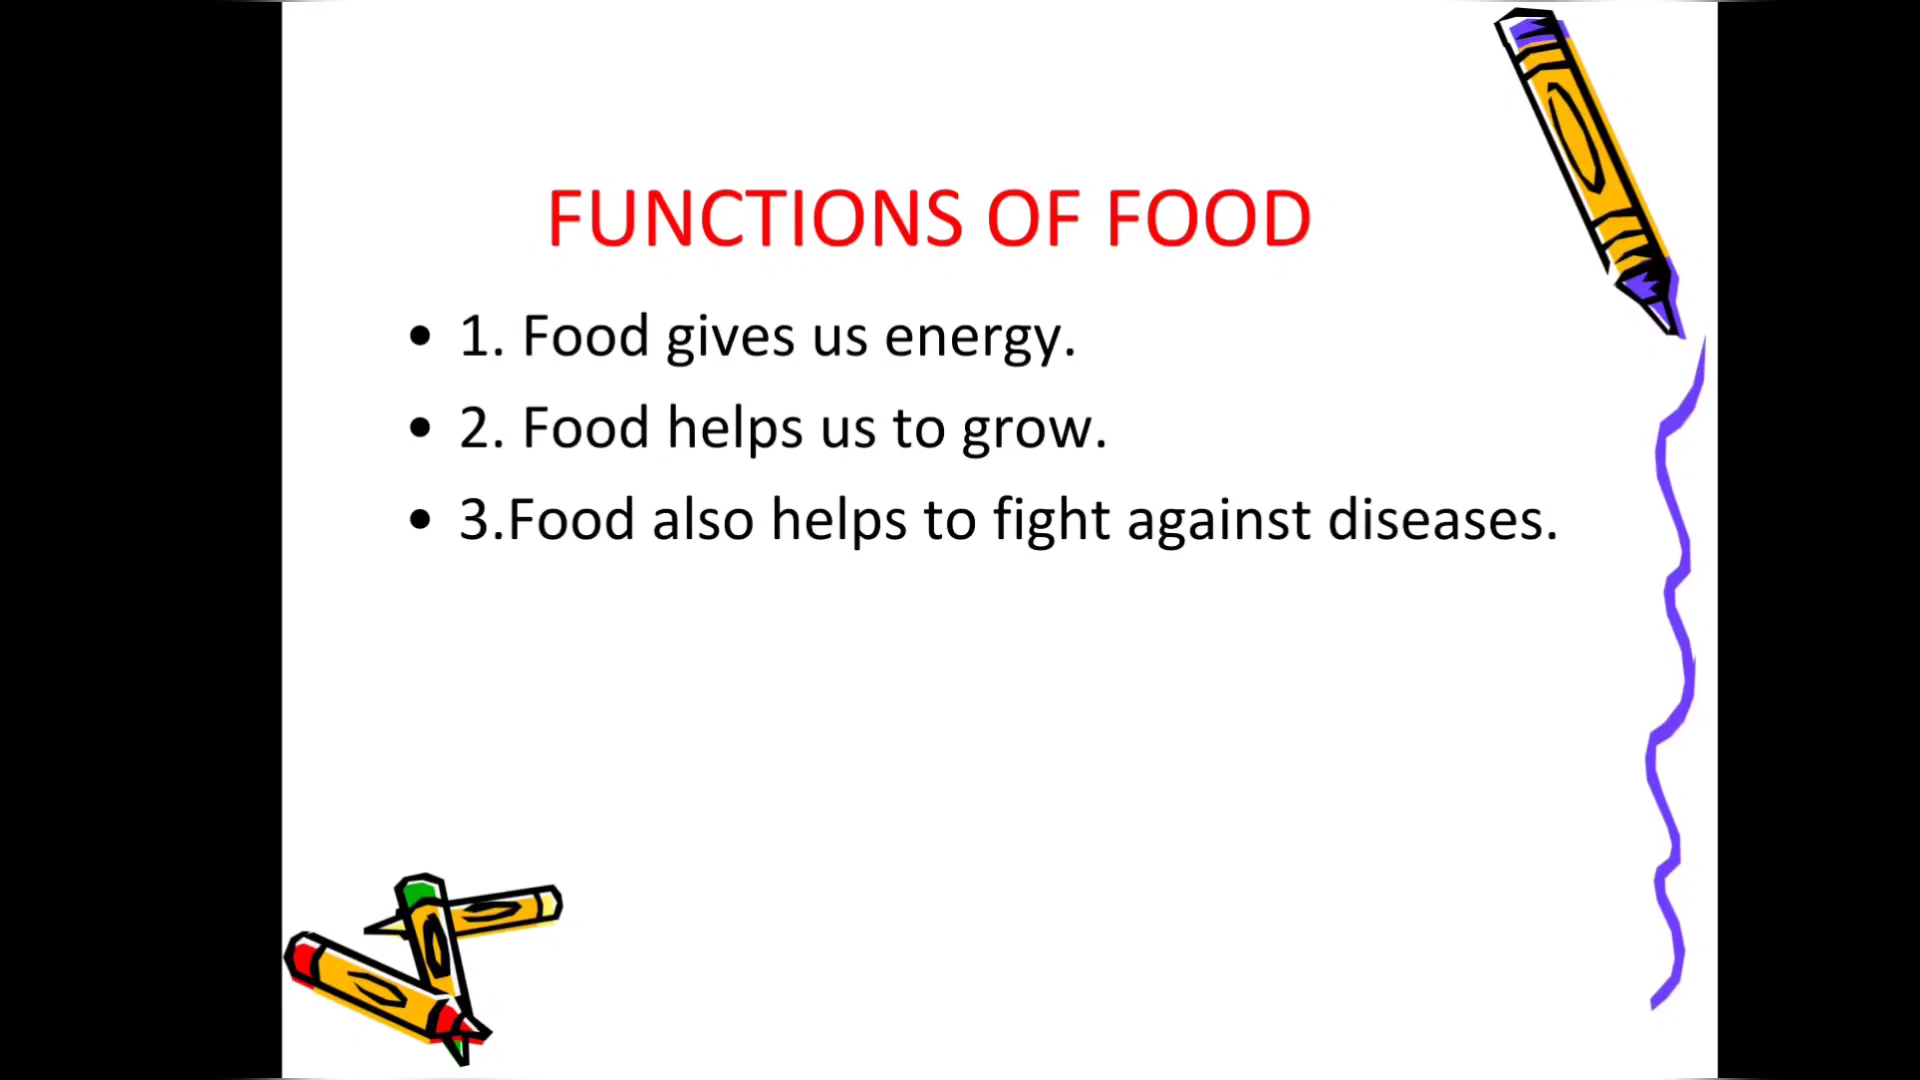 FUNCTIONS OF FOOD
• 1. Food gives us energy.
• 2. Food helps us to grow.
• 3.Food also helps to fight against diseases.